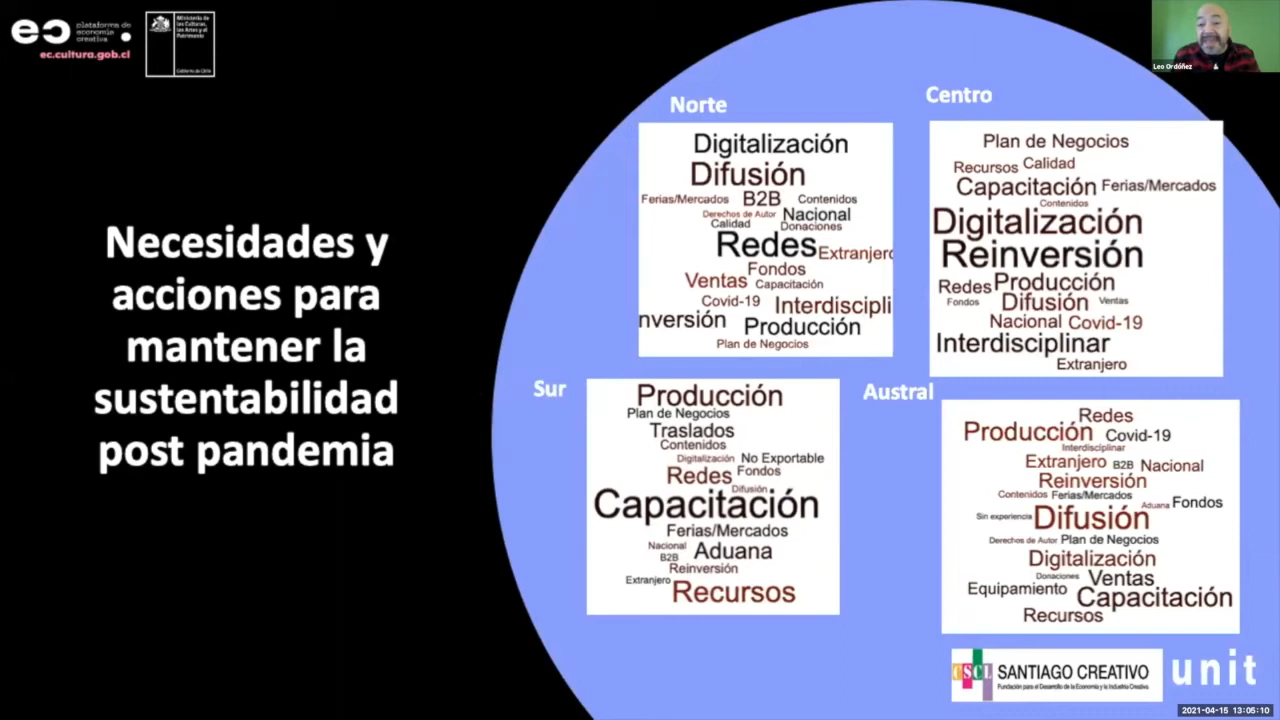 ec
plataforma de
economía
creativa
ec.cultura.gob.cl
Ministerio de
las Culturas,
las Artes y el
Patrimonio
Gobierno de Chile
Leo Ordóñez
Necesidades y
acciones para
mantener la
sustentabilidad
post pandemia
Norte
Digitalización
Difusión
Ferias/Mercados B2B Contenidos
Derechos de Autor Nacional
Calidad Donaciones
Redes Extranjerc
Fondos
Ventas Capacitación
Covid-19 Interdiscipli
nversión Producción
Plan de Negocios
Centro
Plan de Negocios
Recursos Calidad
Capacitación Ferias/Mercados
Contenidos
Digitalización
Reinversión
Redes Producción
Fondos Difusión Ventas
Nacional Covid-19
Interdisciplinar
Extranjero
Sur
Producción
Plan de Negocios
Traslados
Contenidos
Digitalización No Exportable
Redes Fondos
Difusión
Capacitación
Ferias/Mercados
Nacional Aduana
B2B
Reinversión
Extranjero
Recursos
Austral
Redes
Producción Covid-19
Interdisciplinar
Extranjero B2B Nacional
Reinversión
Contenidos Ferias/Mercados
Aduana Fondos
Sin experiencia Difusión
Derechos de Autor Plan de Negocios
Digitalización
Donaciones Ventas
Equipamiento
Capacitación
Recursos
CSCL SANTIAGO CREATIVO
Fundación para el Desarrollo de la Economía y la Industria Creativa
unit
2021-04-15 13:05:10